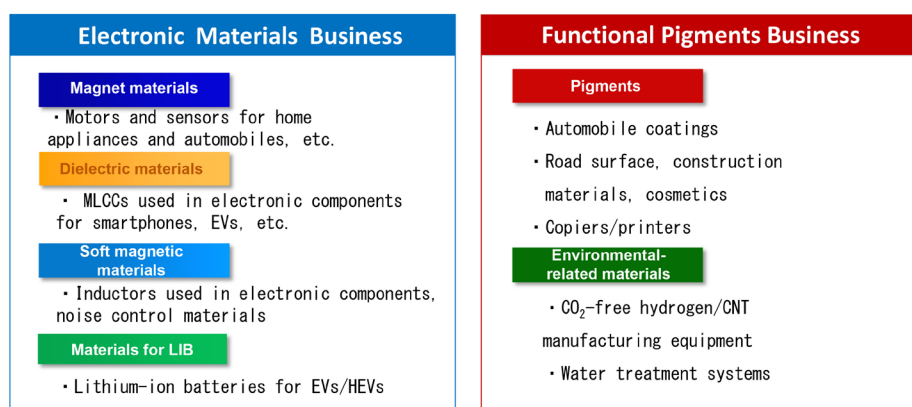 Electronic Materials Business
Magnet materials
・Motors and sensors for home
appliances and automobiles, etc.
Dielectric materials
・ MLCCs used in electronic components
for smartphones, EVs, etc.
Soft magnetic
materials
・Inductors used in electronic components,
noise control materials
Materials for LIB
・Lithium-ion batteries for EVs/HEVs
Functional Pigments Business
Pigments
・Automobile coatings
・Road surface, construction
materials, cosmetics
・Copiers/printers
Environmental-
related materials
・CO₂-free hydrogen/CNT
manufacturing equipment
・Water treatment systems